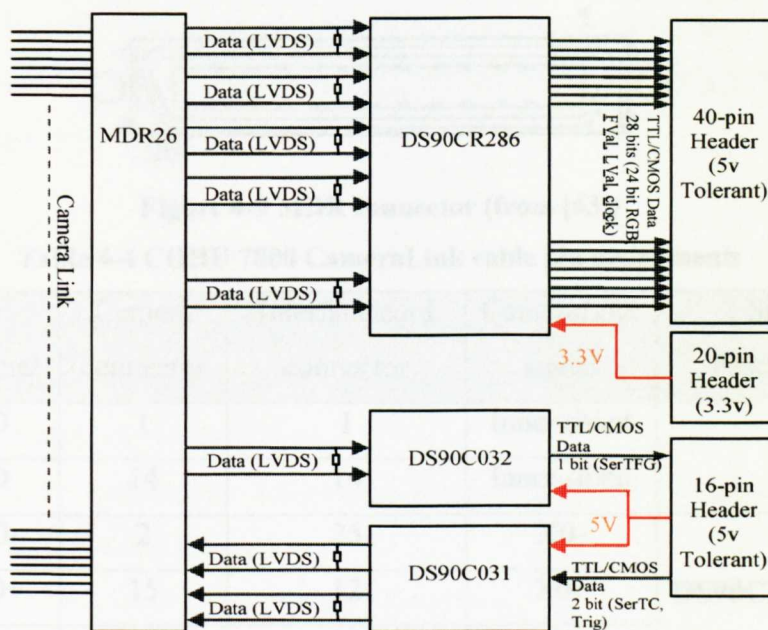 Data (LVDS)
Data (LVDS)
Data (LVDS)
Data (LVDS)
Data (LVDS)
MDR26
DS90CR286
TTL/CMOS Data
28 bits (24 bit RGB,
FVal, LVal, clock)
40-pin
Header
(5v
Tolerant)
Camera Link
3.3V
20-pin
Header
(3.3v)
Data (LVDS)
DS90C032
TTL/CMOS
Data
1 bit (SerTFG)
16-pin
Header
(5v
Tolerant)
5V
Data (LVDS)
Data (LVDS)
DS90C031
TTL/CMOS
Data
2 bit (SerTC,
Trig)